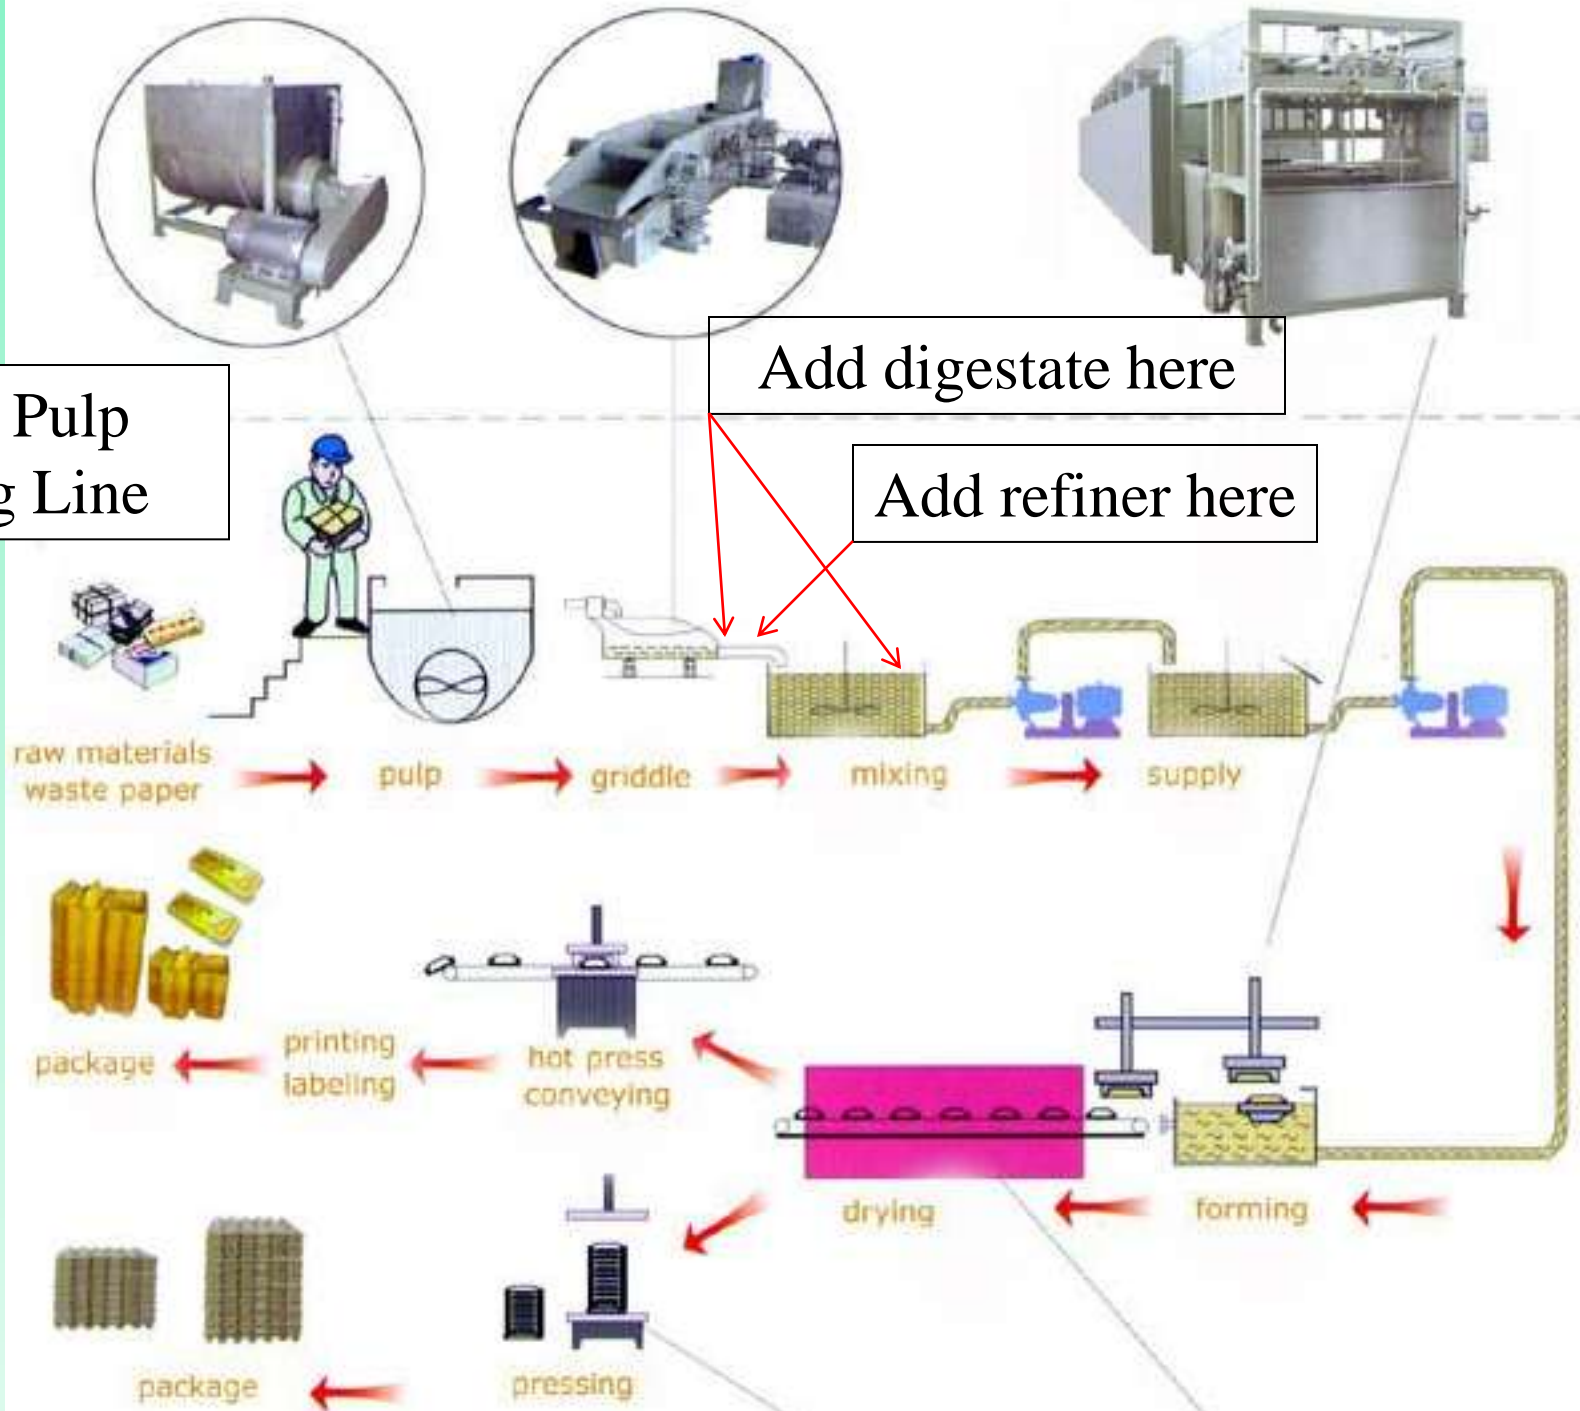 Add digestate here
Pulp
g Line
Add refiner here
raw materials
waste paper
pulp
griddle
mixing
supply
package
printing
labeling
hot press
conveying
drying
forming
package
pressing